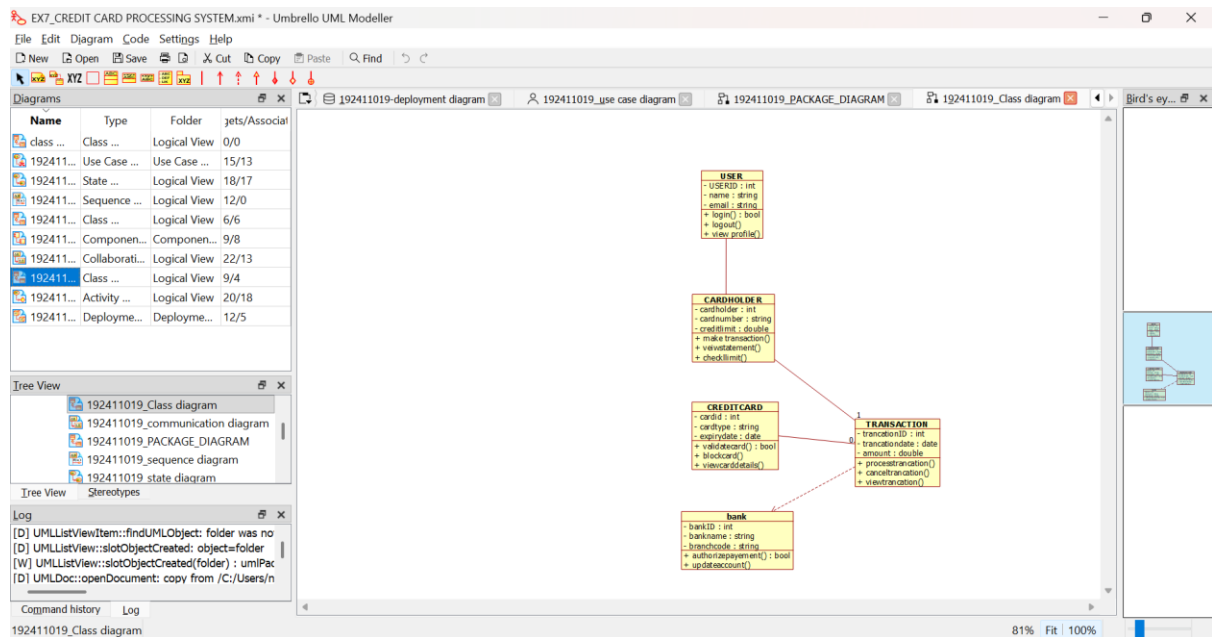 EX7_CREDIT CARD PROCESSING SYSTEM.xmi * - Umbrello UML Modeller
File Edit Diagram Code Settings Help
New Open Save Cut Copy Paste Find
XYZ
Diagrams
Name Type Folder gets/Associat
class ... Class ... Logical View 0/0
192411... Use Case ... Use Case ... 15/13
192411... State ... Logical View 18/17
192411... Sequence ... Logical View 12/0
192411... Class ... Logical View 6/6
192411... Componen... Componen... 9/8
192411... Collaborati... Logical View 22/13
192411... Class ... Logical View 9/4
192411... Activity ... Logical View 20/18
192411... Deployme... Deployme... 12/5
Tree View
192411019_Class diagram
192411019_communication diagram
192411019_PACKAGE_DIAGRAM
192411019_sequence diagram
192411019 state diagram
Tree View Stereotypes
Log
[D] UMLListViewItem::findUMLObject: folder was no
[D] UMLListView::slotObjectCreated: object=folder
[W] UMLListView::slotObjectCreated(folder) : umlPac
[D] UMLDoc::openDocument: copy from /C:/Users/n
Command history Log
192411019_Class diagram
192411019-deployment diagram 192411019_use case diagram 192411019_PACKAGE_DIAGRAM 192411019_Class diagram
Bird's ey...
USER
- USERID : int
- name : string
- email : string
+ login() : bool
+ logout()
+ view profile()
CARDHOLDER
- cardholder : int
- cardnumber : string
- creditlimit : double
+ make transaction()
+ veiwstatement()
+ checkllimit()
CREDITCARD
- cardid : int
- cardtype : string
- expirydate : date
+ validatecard() : bool
+ blockcard()
+ viewcarddetails()
1
0
TRANSACTION
- trancationID : int
- trancationdate : date
- amount : double
+ processtrancation()
+ canceltrancation()
+ viewtrancation()
bank
- bankID : int
- bankname : string
- branchcode : string
+ authorizepayement() : bool
+ updateaccount()
81% Fit 100%